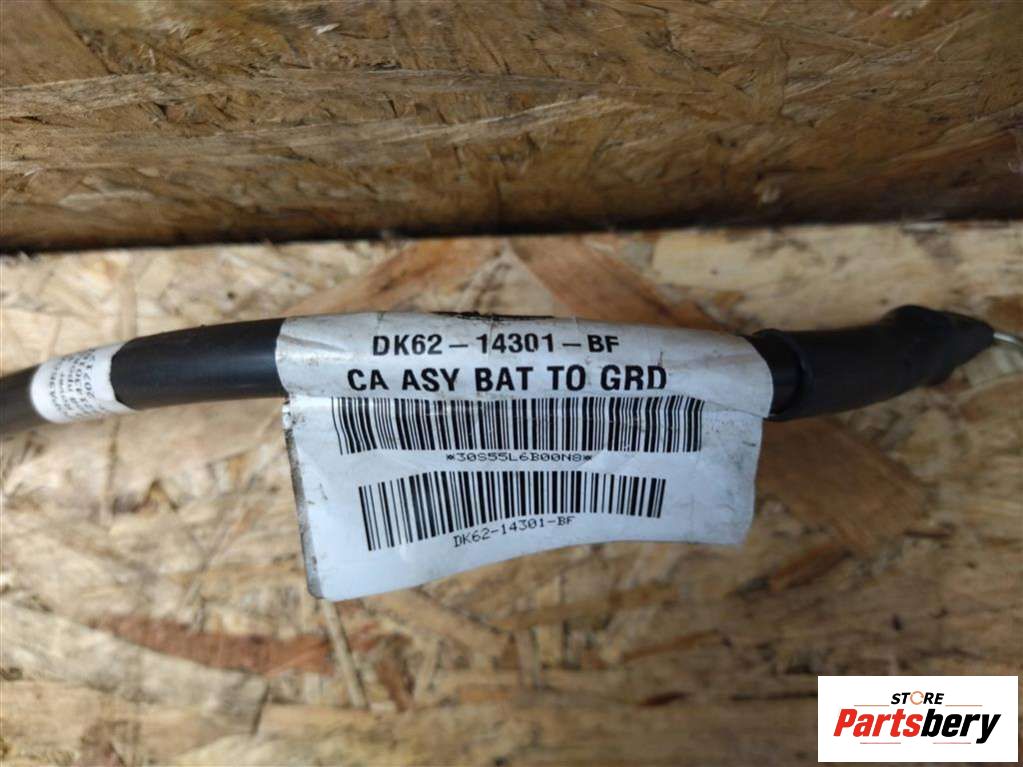 DK62-14301-BF
CA ASY BAT TO GRD
*30S55L6B00N8*
DK62-14301-BF
STORE
Partsbery